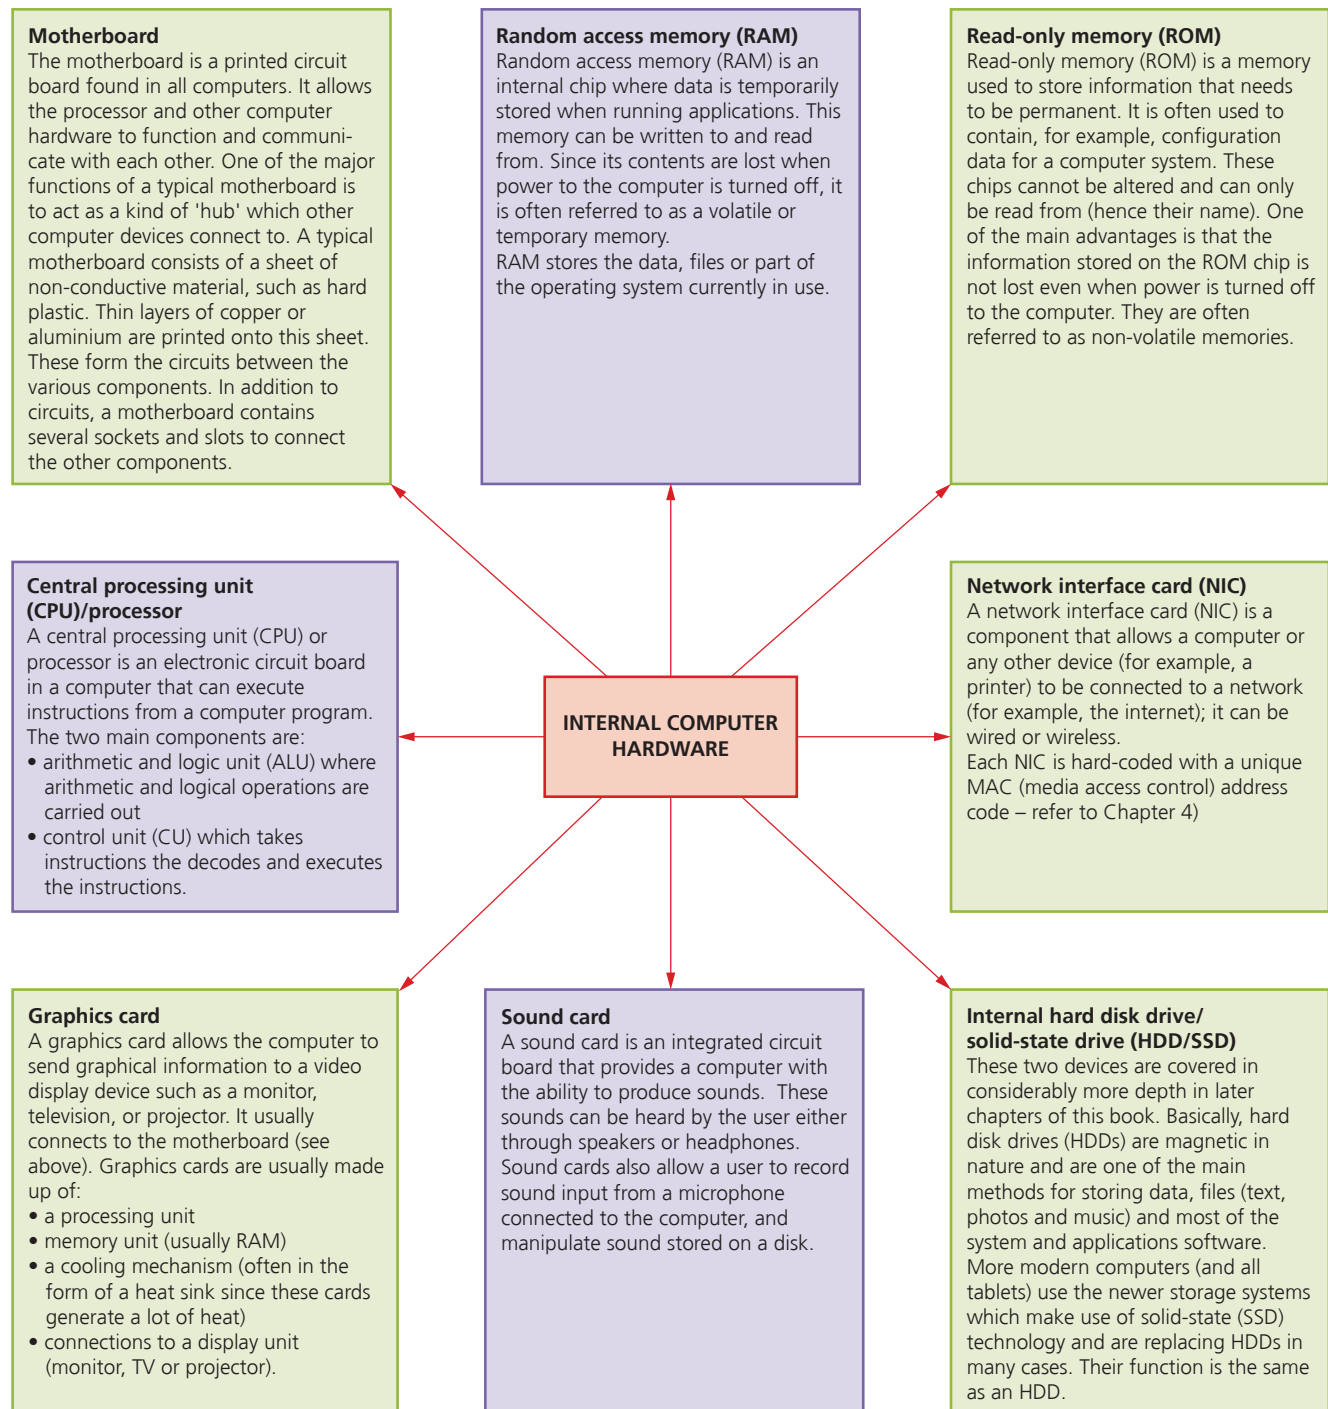 Motherboard
The motherboard is a printed circuit
board found in all computers. It allows
the processor and other computer
hardware to function and communi-
cate with each other. One of the major
functions of a typical motherboard is
to act as a kind of 'hub' which other
computer devices connect to. A typical
motherboard consists of a sheet of
non-conductive material, such as hard
plastic. Thin layers of copper or
aluminium are printed onto this sheet.
These form the circuits between the
various components. In addition to
circuits, a motherboard contains
several sockets and slots to connect
the other components.
Random access memory (RAM)
Random access memory (RAM) is an
internal chip where data is temporarily
stored when running applications. This
memory can be written to and read
from. Since its contents are lost when
power to the computer is turned off, it
is often referred to as a volatile or
temporary memory.
RAM stores the data, files or part of
the operating system currently in use.
Read-only memory (ROM)
Read-only memory (ROM) is a memory
used to store information that needs
to be permanent. It is often used to
contain, for example, configuration
data for a computer system. These
chips cannot be altered and can only
be read from (hence their name). One
of the main advantages is that the
information stored on the ROM chip is
not lost even when power is turned off
to the computer. They are often
referred to as non-volatile memories.
Central processing unit
(CPU)/processor
A central processing unit (CPU) or
processor is an electronic circuit board
in a computer that can execute
instructions from a computer program.
The two main components are:
• arithmetic and logic unit (ALU) where
arithmetic and logical operations are
carried out
• control unit (CU) which takes
instructions the decodes and executes
the instructions.
INTERNAL COMPUTER
HARDWARE
Network interface card (NIC)
A network interface card (NIC) is a
component that allows a computer or
any other device (for example, a
printer) to be connected to a network
(for example, the internet); it can be
wired or wireless.
Each NIC is hard-coded with a unique
MAC (media access control) address
code – refer to Chapter 4)
Graphics card
A graphics card allows the computer to
send graphical information to a video
display device such as a monitor,
television, or projector. It usually
connects to the motherboard (see
above). Graphics cards are usually made
up of:
• a processing unit
• memory unit (usually RAM)
• a cooling mechanism (often in the
form of a heat sink since these cards
generate a lot of heat)
• connections to a display unit
(monitor, TV or projector).
Sound card
A sound card is an integrated circuit
board that provides a computer with
the ability to produce sounds. These
sounds can be heard by the user either
through speakers or headphones.
Sound cards also allow a user to record
sound input from a microphone
connected to the computer, and
manipulate sound stored on a disk.
Internal hard disk drive/
solid-state drive (HDD/SSD)
These two devices are covered in
considerably more depth in later
chapters of this book. Basically, hard
disk drives (HDDs) are magnetic in
nature and are one of the main
methods for storing data, files (text,
photos and music) and most of the
system and applications software.
More modern computers (and all
tablets) use the newer storage systems
which make use of solid-state (SSD)
technology and are replacing HDDs in
many cases. Their function is the same
as an HDD.